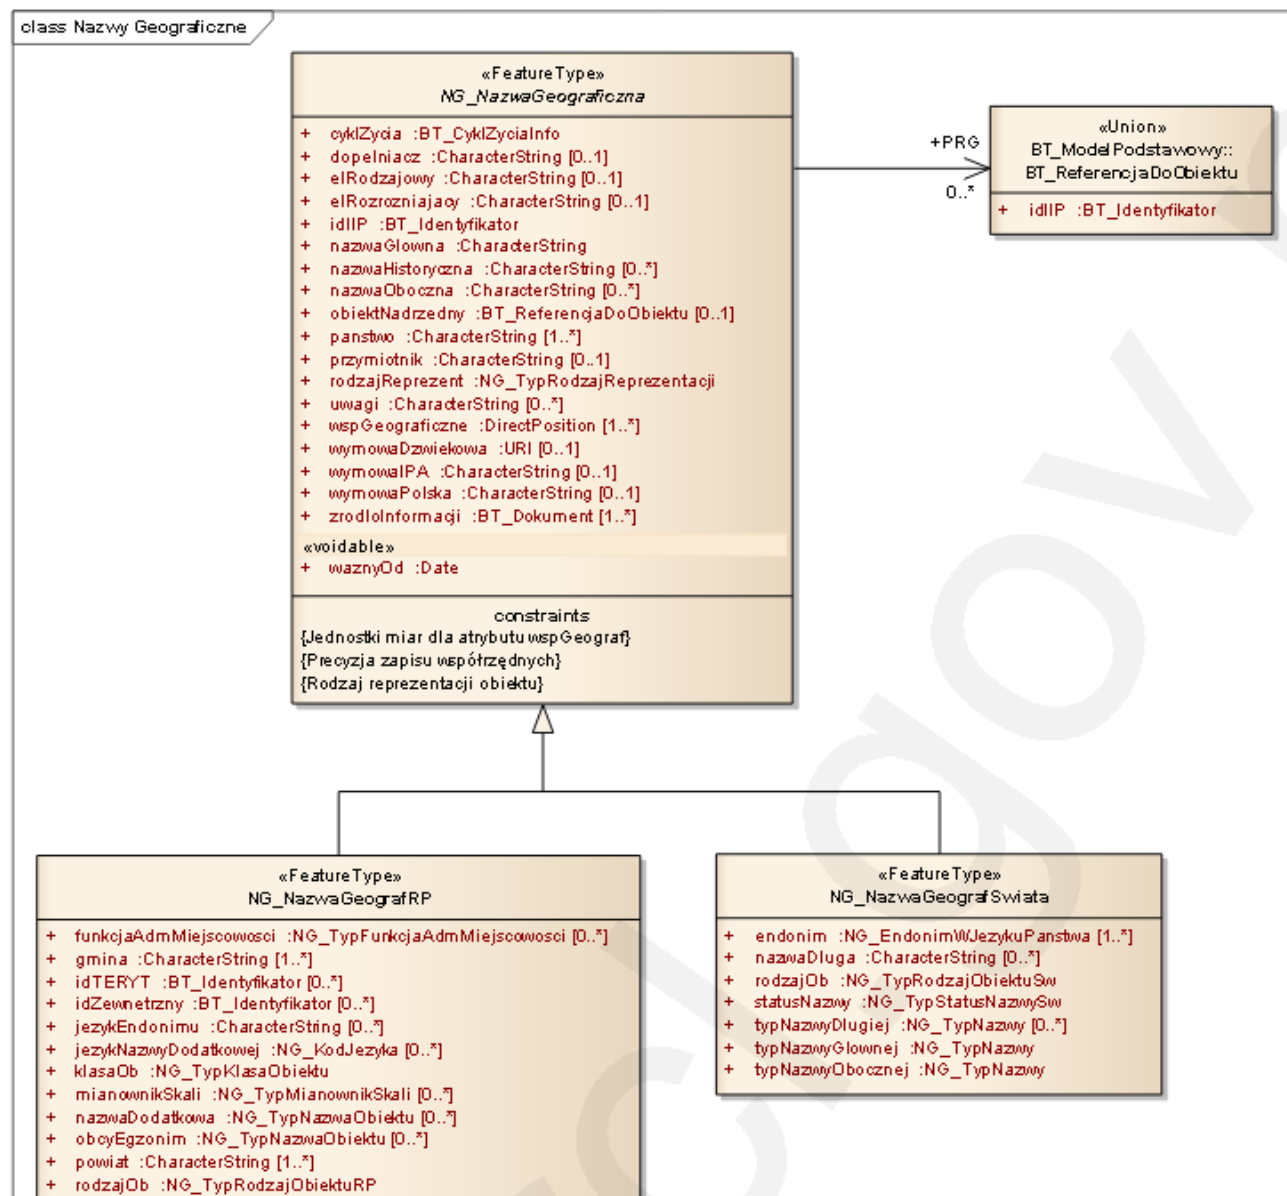 class Nazwy Geograficzne
«FeatureType»
NG_NazwaGeograficzna
+ cyklZycia :BT_CyklZyciaInfo
+ dopelniacz :CharacterString [0..1]
+ elRodzajowy :CharacterString [0..1]
+ elRozrozniajacy :CharacterString [0..1]
+ idIIP :BT_Identyfikator
+ nazwaGlowna :CharacterString
+ nazwaHistoryczna :CharacterString [0..*]
+ nazwaOboczna :CharacterString [0..*]
+ obiektNadrzedny :BT_ReferencjaDoObiektu [0..1]
+ panstwo :CharacterString [1..*]
+ przymiotnik :CharacterString [0..1]
+ rodzajReprezent :NG_TypRodzajReprezentacji
+ uwagi :CharacterString [0..*]
+ wspGeograficzne :DirectPosition [1..*]
+ wymowaDzwiekowa :URI [0..1]
+ wymowaIPA :CharacterString [0..1]
+ wymowaPolska :CharacterString [0..1]
+ zrodloInformacji :BT_Dokument [1..*]
«voidable»
+ waznyOd :Date
constraints
{Jednostki miar dla atrybutu wspGeograf}
{Precyzja zapisu współrzędnych}
{Rodzaj reprezentacji obiektu}
+PRG
0..*
«Union»
BT_ModelPodstawowy::
BT_ReferencjaDoObiektu
+ idIIP :BT_Identyfikator
«FeatureType»
NG_NazwaGeografRP
+ funkcjaAdmMiejscowosci :NG_TypFunkcjaAdmMiejscowosci [0..*]
+ gmina :CharacterString [1..*]
+ idTERYT :BT_Identyfikator [0..*]
+ idZewnetrzny :BT_Identyfikator [0..*]
+ jezykEndonimu :CharacterString [0..*]
+ jezykNazwyDodatkowej :NG_KodJezyka [0..*]
+ klasaOb :NG_TypKlasaObiektu
+ mianownikSkali :NG_TypMianownikSkali [0..*]
+ nazwaDodatkowa :NG_TypNazwaObiektu [0..*]
+ obcyEgzonim :NG_TypNazwaObiektu [0..*]
+ powiat :CharacterString [1..*]
+ rodzajOb :NG_TypRodzajObiektuRP
«FeatureType»
NG_NazwaGeografSwiata
+ endonim :NG_EndonimWJezykuPanstwa [1..*]
+ nazwaDluga :CharacterString [0..*]
+ rodzajOb :NG_TypRodzajObiektuSw
+ statusNazwy :NG_TypStatusNazwySw
+ typNazwyDlugiej :NG_TypNazwy [0..*]
+ typNazwyGlownej :NG_TypNazwy
+ typNazwyObocznej :NG_TypNazwy